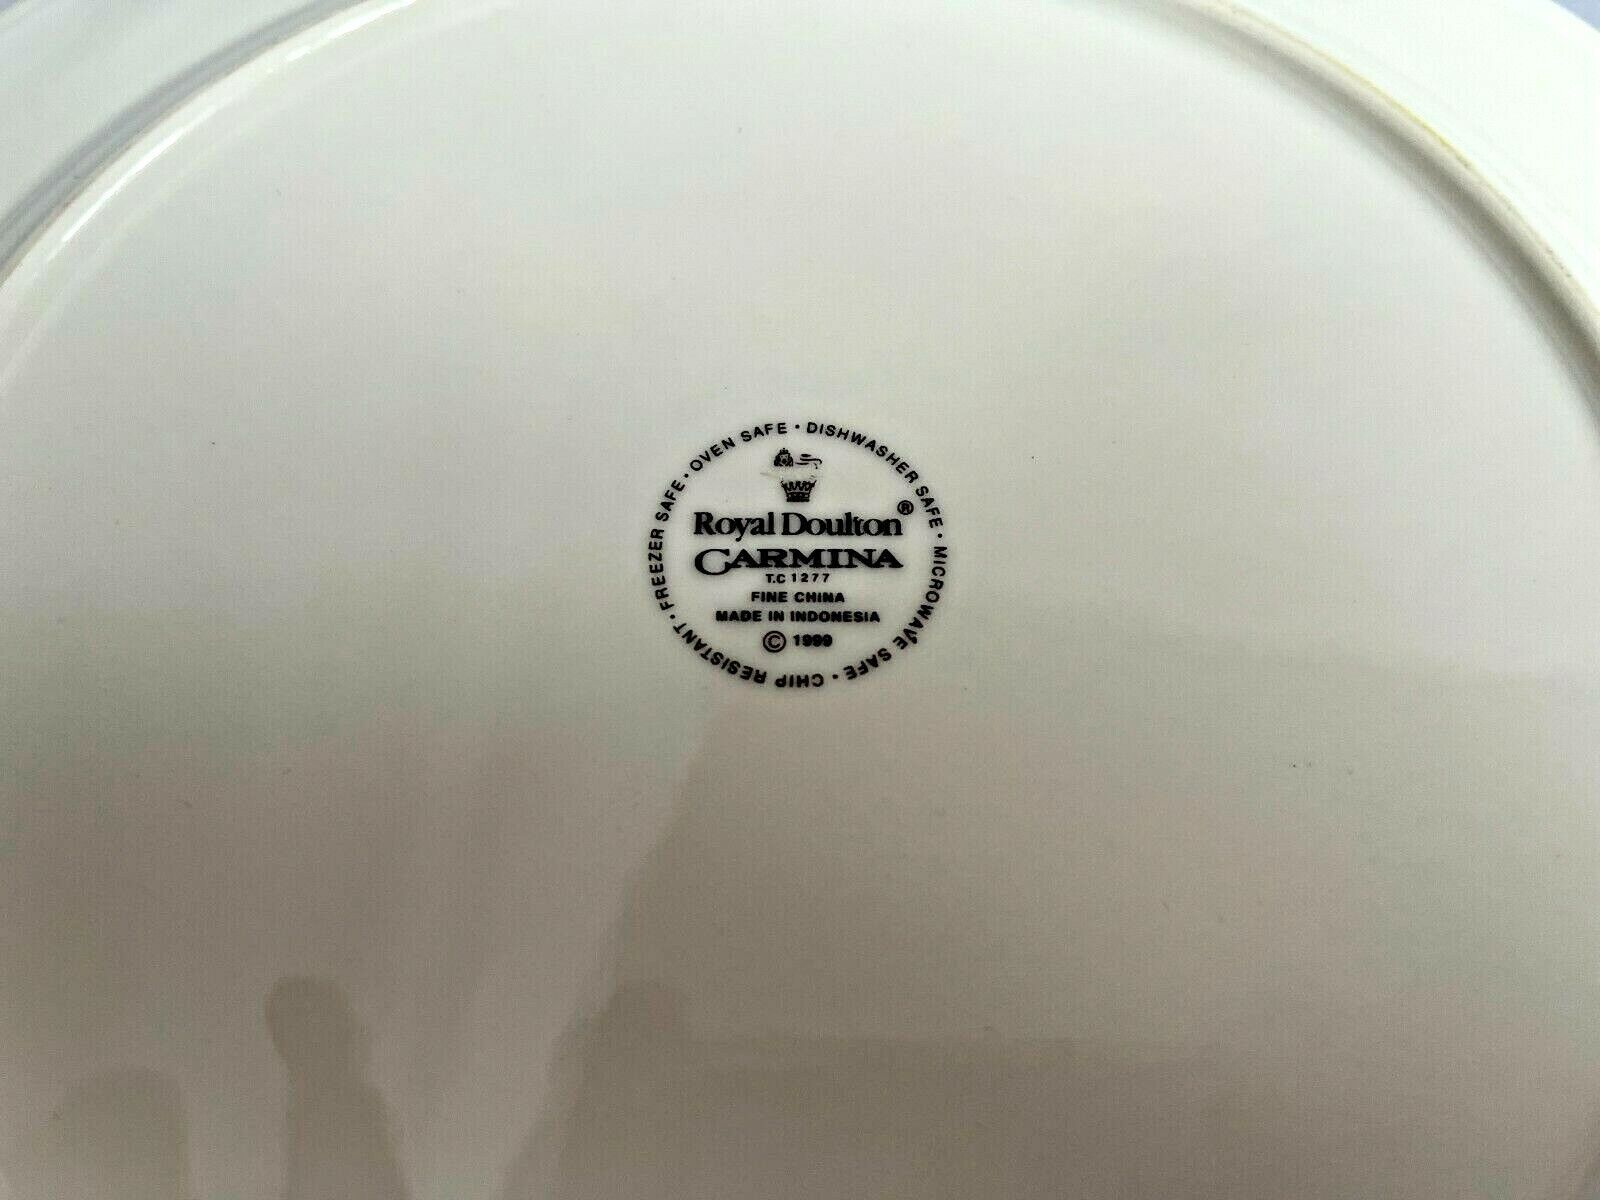 FREEZER SAFE · OVEN SAFE · DISHWASHER SAFE · MICROWAVE SAFE · CHIP RESISTANT ·
Royal Doulton®
CARMINA
T.C 1277
FINE CHINA
MADE IN INDONESIA
© 1999